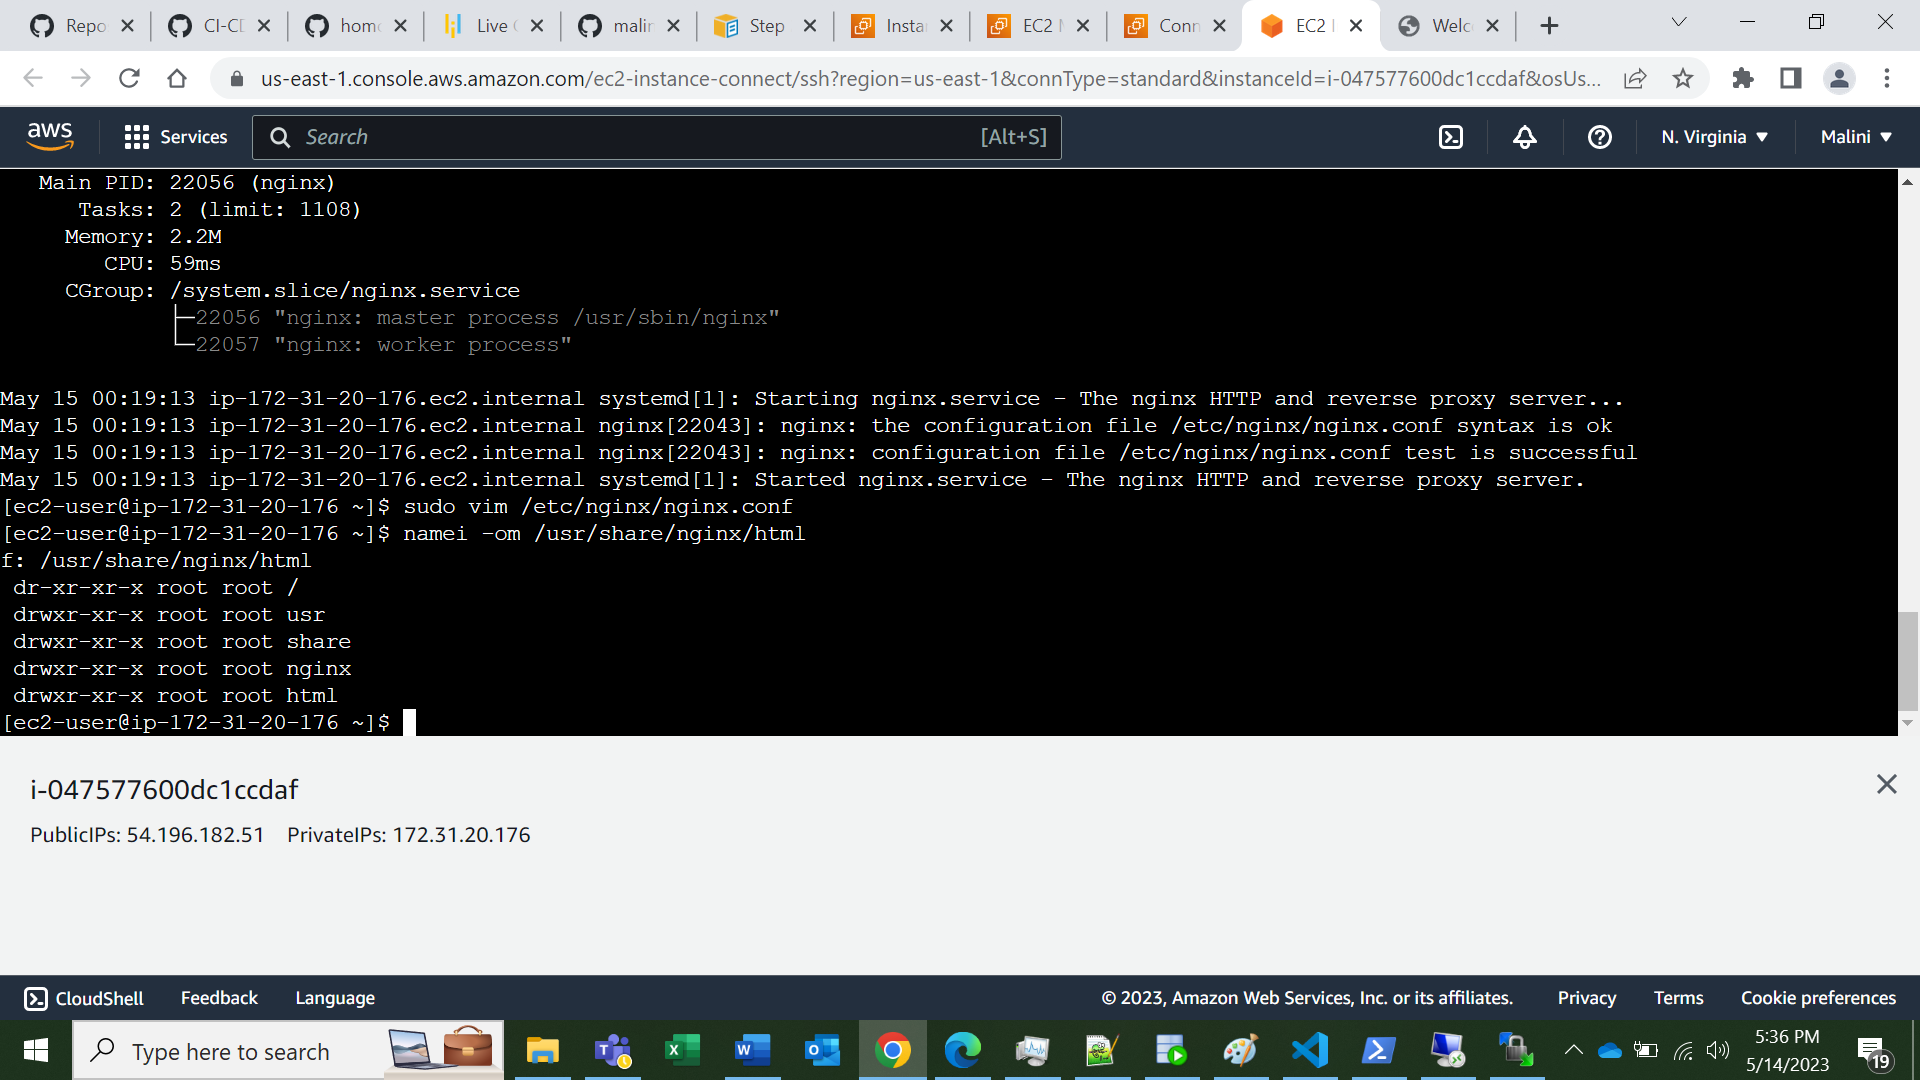 Repo
CI-CD
home
Live
malin
Step
Insta
EC2
Conn
EC2
Welc
us-east-1.console.aws.amazon.com/ec2-instance-connect/ssh?region=us-east-1&connType=standard&instanceId=i-047577600dc1ccdaf&osUs...
aws
Services
Search
[Alt+S]
N. Virginia
Malini
Main PID: 22056 (nginx)
Tasks: 2 (limit: 1108)
Memory: 2.2M
CPU: 59ms
CGroup: /system.slice/nginx.service
├─22056 "nginx: master process /usr/sbin/nginx"
└─22057 "nginx: worker process"
May 15 00:19:13 ip-172-31-20-176.ec2.internal systemd[1]: Starting nginx.service - The nginx HTTP and reverse proxy server...
May 15 00:19:13 ip-172-31-20-176.ec2.internal nginx[22043]: nginx: the configuration file /etc/nginx/nginx.conf syntax is ok
May 15 00:19:13 ip-172-31-20-176.ec2.internal nginx[22043]: nginx: configuration file /etc/nginx/nginx.conf test is successful
May 15 00:19:13 ip-172-31-20-176.ec2.internal systemd[1]: Started nginx.service - The nginx HTTP and reverse proxy server.
[ec2-user@ip-172-31-20-176 ~]$ sudo vim /etc/nginx/nginx.conf
[ec2-user@ip-172-31-20-176 ~]$ namei -om /usr/share/nginx/html
f: /usr/share/nginx/html
dr-xr-xr-x root root /
drwxr-xr-x root root usr
drwxr-xr-x root root share
drwxr-xr-x root root nginx
drwxr-xr-x root root html
[ec2-user@ip-172-31-20-176 ~]$
i-047577600dc1ccdaf
PublicIPs: 54.196.182.51 PrivateIPs: 172.31.20.176
CloudShell
Feedback
Language
© 2023, Amazon Web Services, Inc. or its affiliates.
Privacy
Terms
Cookie preferences
Type here to search
5:36 PM
5/14/2023
19